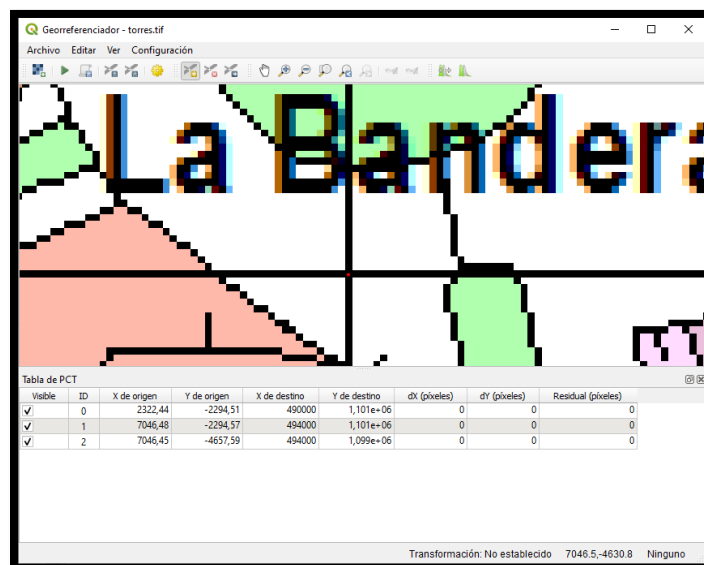 Georreferenciador - torres.tif
Archivo Editar Ver Configuración
La Bandera
Tabla de PCT
Visible ID X de origen Y de origen X de destino Y de destino dX (píxeles) dY (píxeles) Residual (píxeles)
0 2322,44 -2294,51 490000 1,101e+06 0 0 0
1 7046,48 -2294,57 494000 1,101e+06 0 0 0
2 7046,45 -4657,59 494000 1,099e+06 0 0 0
Transformación: No establecido 7046.5,-4630.8 Ninguno